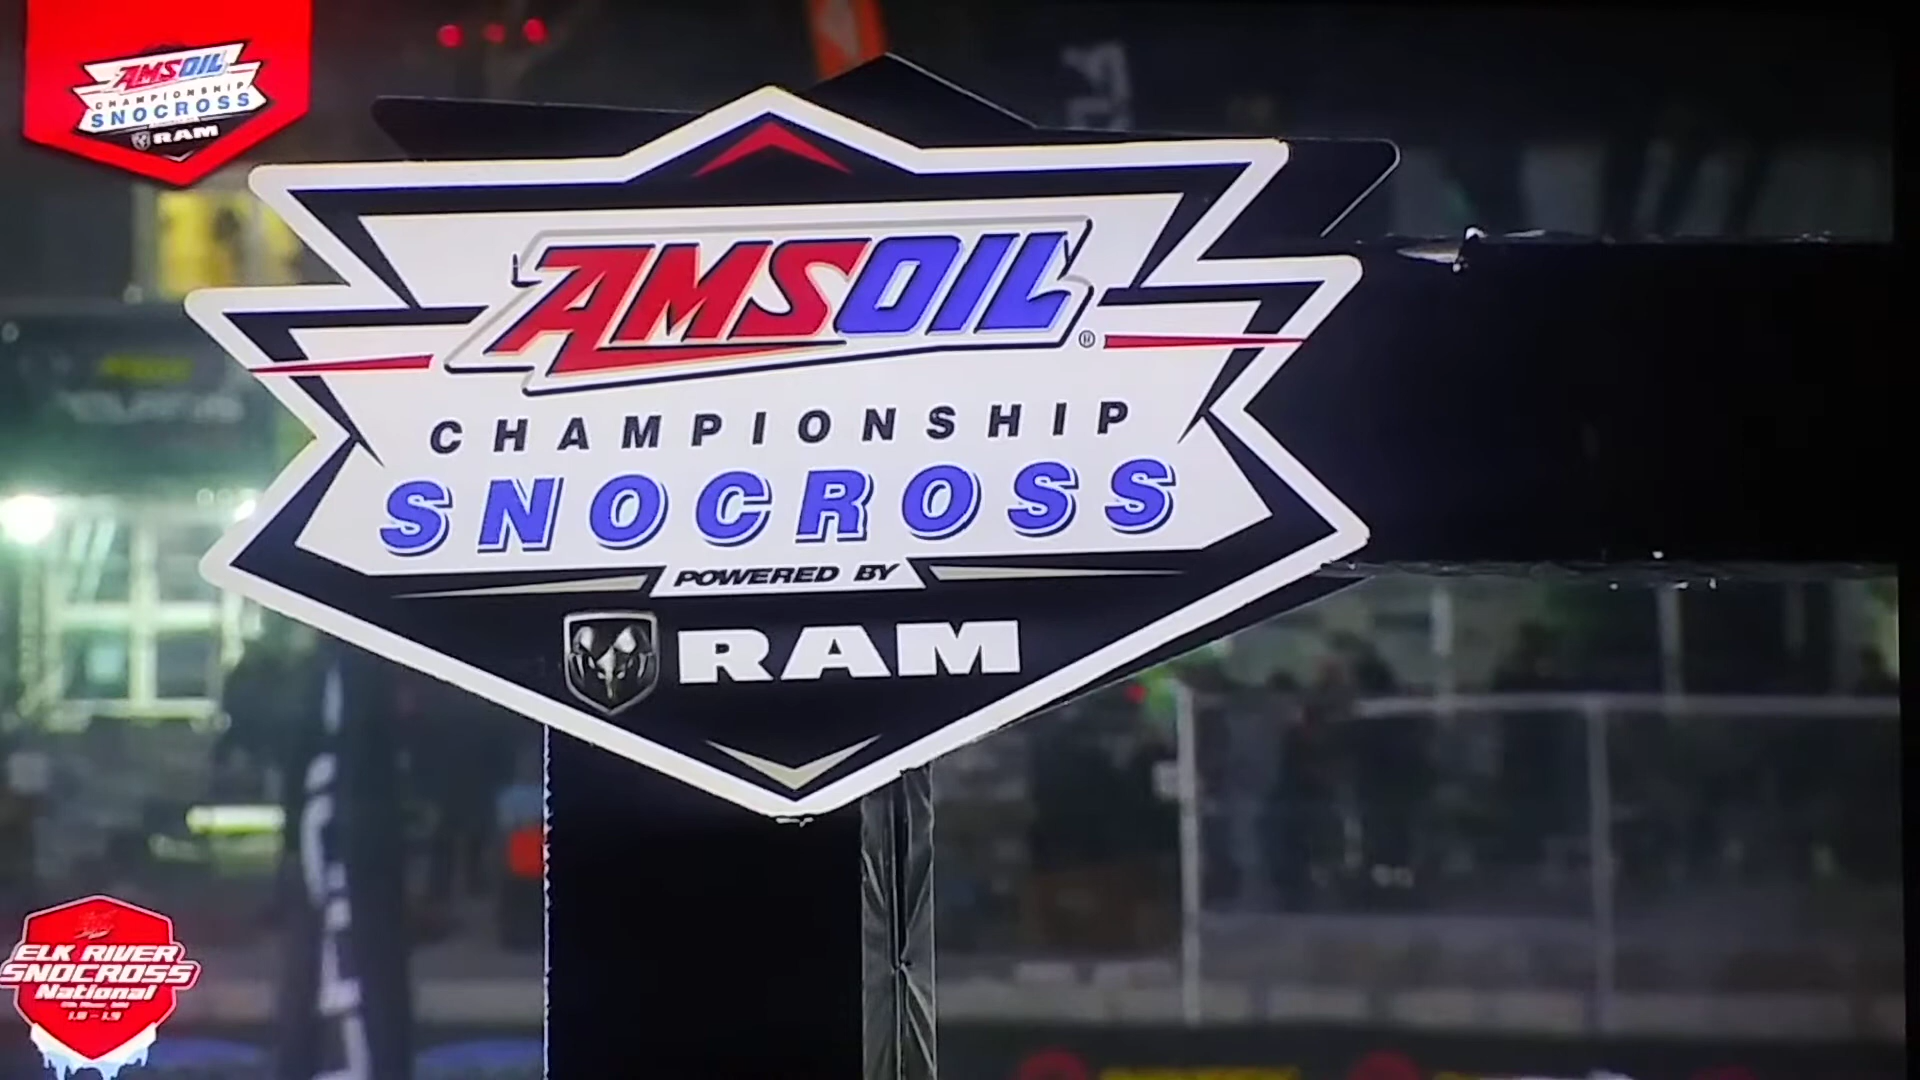 AMSOIL
CHAMPIONSHIP
SNOCROSS
RAM
AMSOIL®
CHAMPIONSHIP
SNOCROSS
POWERED BY
RAM
ELK RIVER
SNOCROSS
National